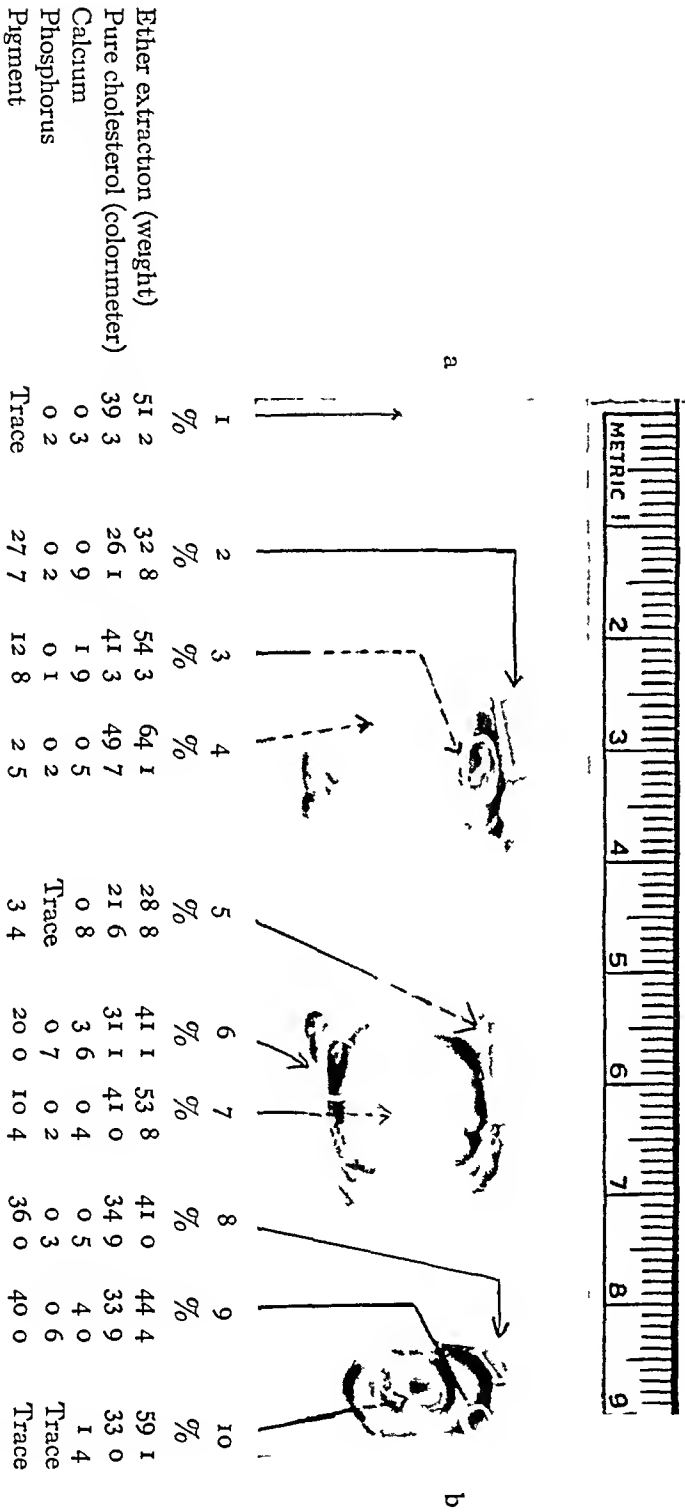 METRIC 1 2 3 4 5 6 7 8 9
a
b
1 2 3 4 5 6 7 8 9 10
% % % % % % % % % %
Ether extraction (weight) 51 2 32 8 54 3 64 1 28 8 41 1 53 8 41 0 44 4 59 1
Pure cholesterol (colorimeter) 39 3 26 1 41 3 49 7 21 6 31 1 41 0 34 9 33 9 33 0
Calcium 0 3 0 9 1 9 0 5 0 8 3 6 0 4 0 5 4 0 1 4
Phosphorus 0 2 0 2 0 1 0 2 Trace 0 7 0 2 0 3 0 6 Trace
Pigment Trace 27 7 12 8 2 5 3 4 20 0 10 4 36 0 40 0 Trace